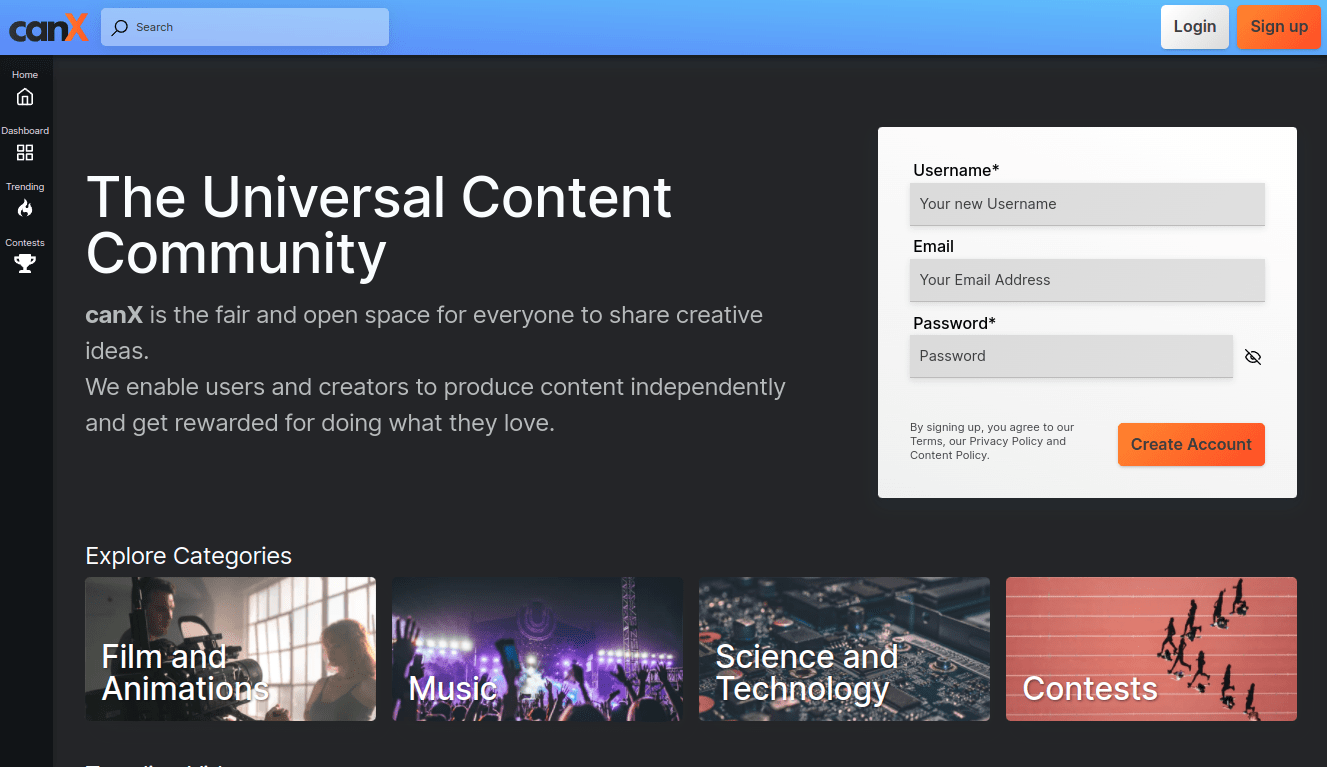 canX
Search
Login
Sign up
Home
Dashboard
Trending
Contests
The Universal Content
Community
canX is the fair and open space for everyone to share creative
ideas.
We enable users and creators to produce content independently
and get rewarded for doing what they love.
Username*
Your new Username
Email
Your Email Address
Password*
Password
By signing up, you agree to our
Terms, our Privacy Policy and
Content Policy.
Create Account
Explore Categories
Film and
Animations
Music
Science and
Technology
Contests